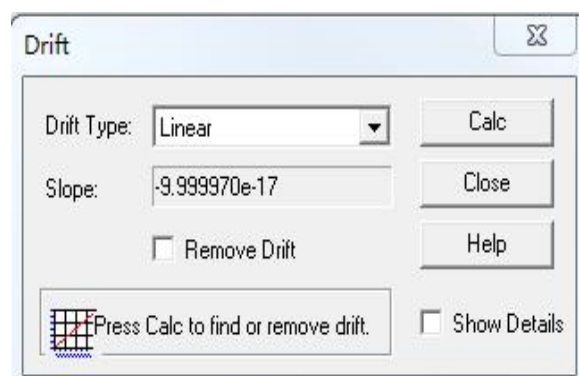 Drift
Drift Type: Linear Calc
Slope: -9.999970e-17 Close
Remove Drift Help
Press Calc to find or remove drift. Show Details